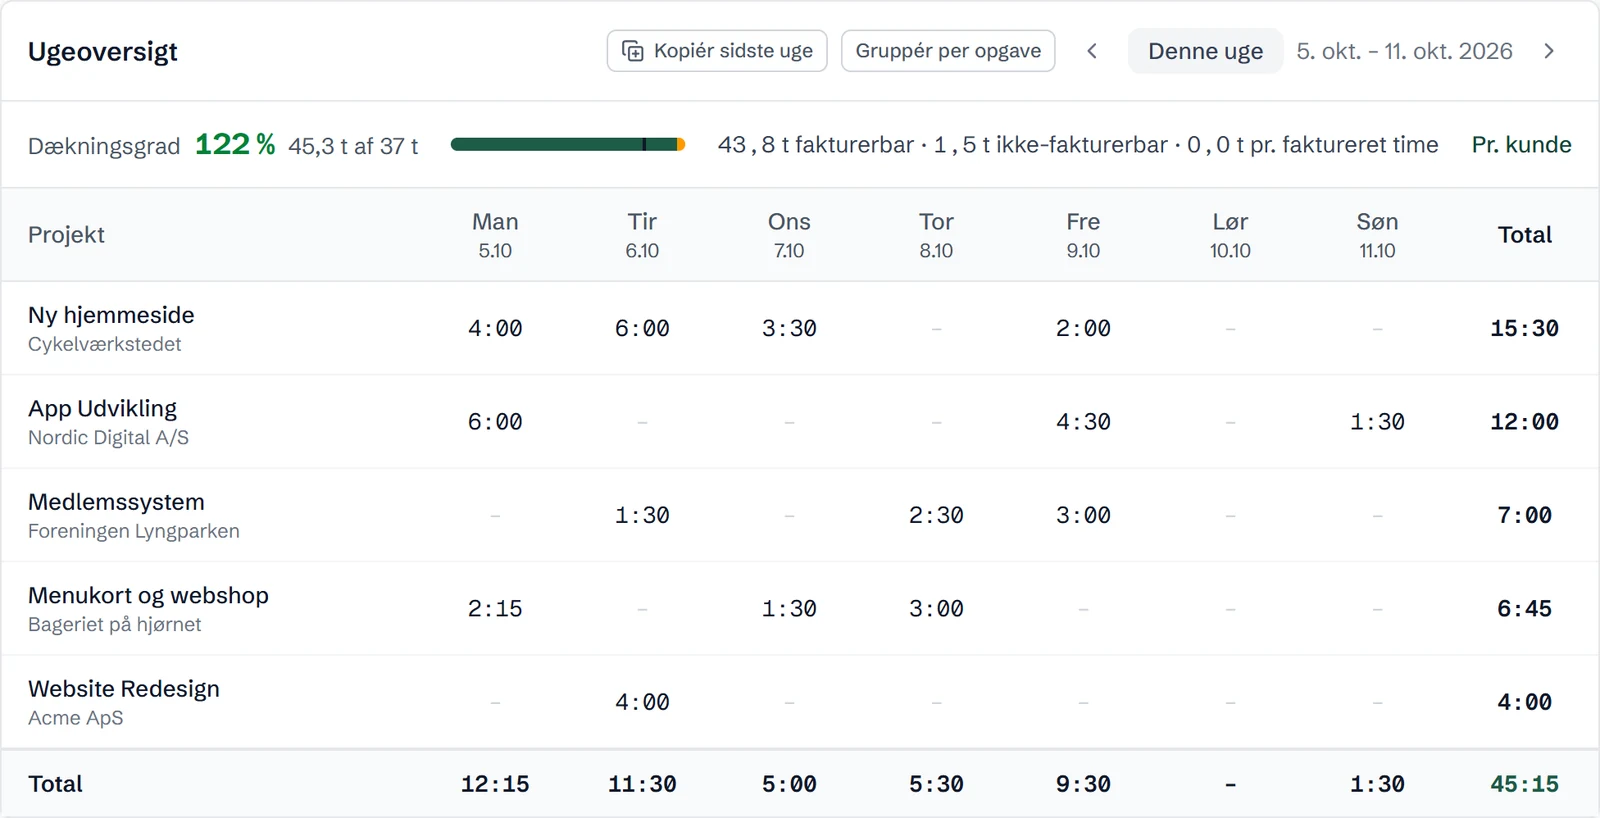 Ugeoversigt
Kopiér sidste uge
Gruppér per opgave
Denne uge
5. okt. – 11. okt. 2026
Dækningsgrad 122 % 45,3 t af 37 t
43,8 t fakturerbar · 1,5 t ikke-fakturerbar · 0,0 t pr. faktureret time
Pr. kunde
Projekt Man Tir Ons Tor Fre Lør Søn Total
5.10 6.10 7.10 8.10 9.10 10.10 11.10
Ny hjemmeside
Cykelværkstedet
4:00 6:00 3:30 – 2:00 – – 15:30
App Udvikling
Nordic Digital A/S
6:00 – – – 4:30 – 1:30 12:00
Medlemssystem
Foreningen Lyngparken
– 1:30 – 2:30 3:00 – – 7:00
Menukort og webshop
Bageriet på hjørnet
2:15 – 1:30 3:00 – – – 6:45
Website Redesign
Acme ApS
– 4:00 – – – – – 4:00
Total 12:15 11:30 5:00 5:30 9:30 – 1:30 45:15